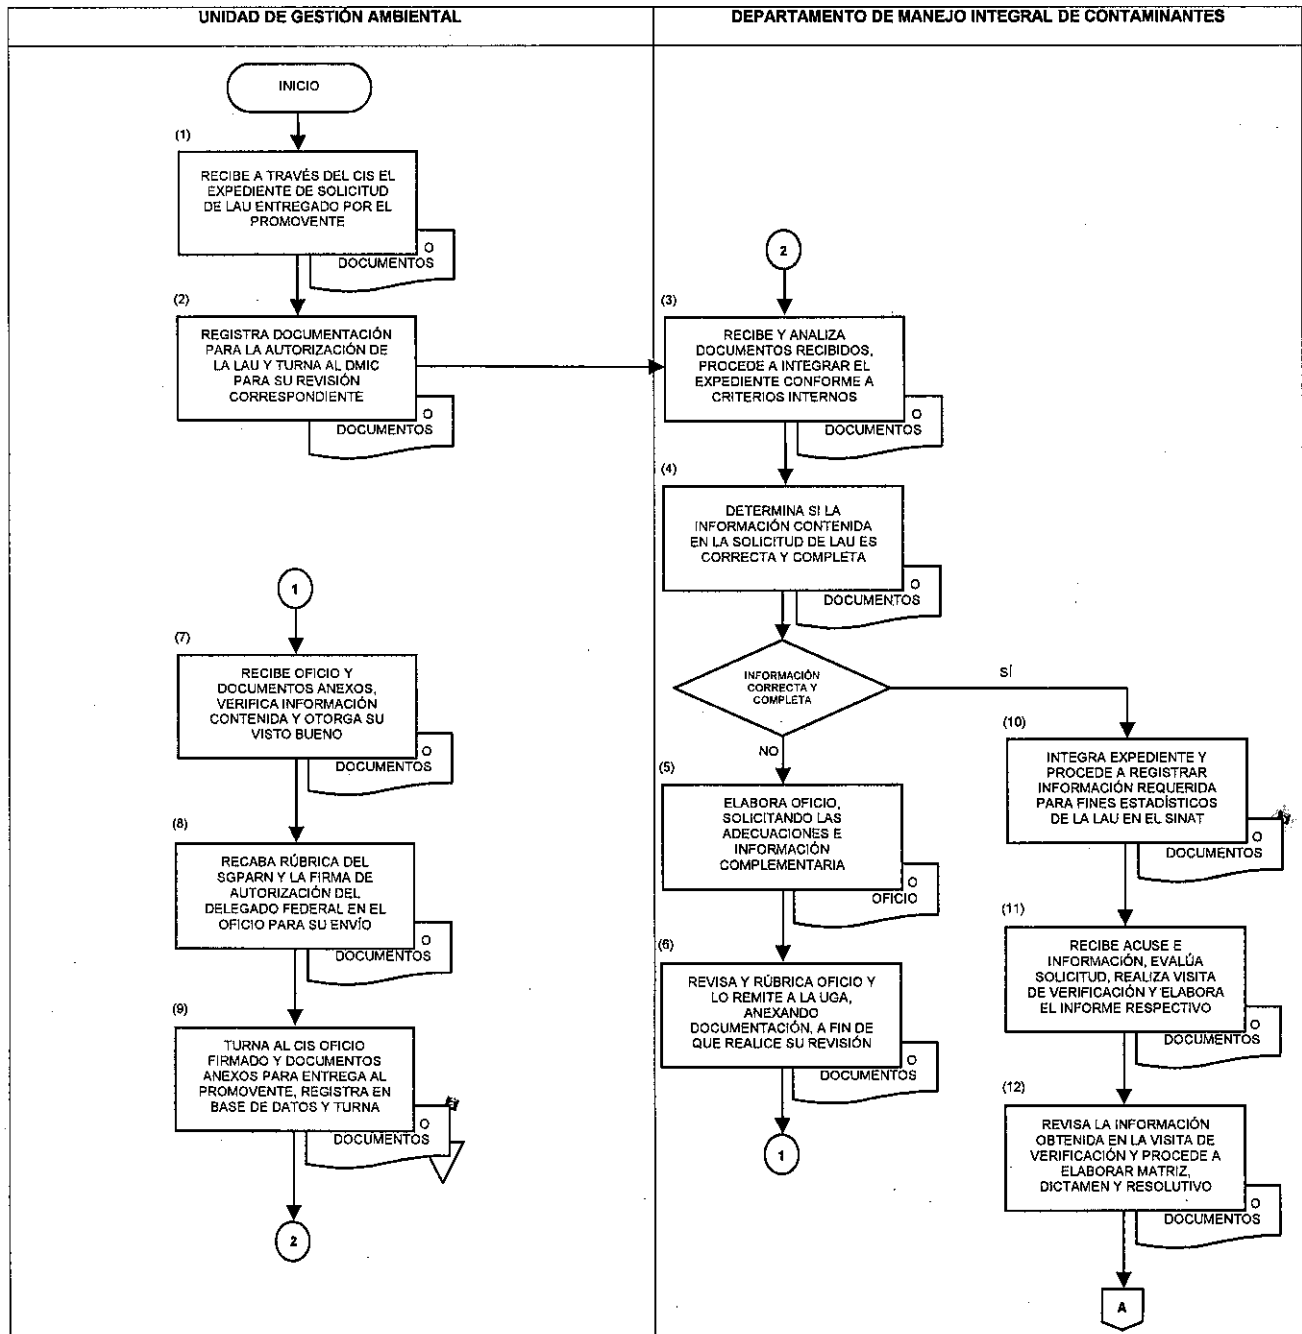 UNIDAD DE GESTIÓN AMBIENTAL
DEPARTAMENTO DE MANEJO INTEGRAL DE CONTAMINANTES
INICIO
(1)
RECIBE A TRAVÉS DEL CIS EL
EXPEDIENTE DE SOLICITUD
DE LAU ENTREGADO POR EL
PROMOVENTE
O
DOCUMENTOS
(2)
REGISTRA DOCUMENTACIÓN
PARA LA AUTORIZACIÓN DE
LA LAU Y TURNA AL DMIC
PARA SU REVISIÓN
CORRESPONDIENTE
O
DOCUMENTOS
2
(3)
RECIBE Y ANALIZA
DOCUMENTOS RECIBIDOS,
PROCEDE A INTEGRAR EL
EXPEDIENTE CONFORME A
CRITERIOS INTERNOS
O
DOCUMENTOS
(4)
DETERMINA SI LA
INFORMACIÓN CONTENIDA
EN LA SOLICITUD DE LAU ES
CORRECTA Y COMPLETA
O
DOCUMENTOS
INFORMACIÓN
CORRECTA Y
COMPLETA
SÍ
NO
(5)
ELABORA OFICIO,
SOLICITANDO LAS
ADECUACIONES E
INFORMACIÓN
COMPLEMENTARIA
O
OFICIO
(6)
REVISA Y RÚBRICA OFICIO Y
LO REMITE A LA UGA,
ANEXANDO
DOCUMENTACIÓN, A FIN DE
QUE REALICE SU REVISIÓN
O
DOCUMENTOS
1
1
(7)
RECIBE OFICIO Y
DOCUMENTOS ANEXOS,
VERIFICA INFORMACIÓN
CONTENIDA Y OTORGA SU
VISTO BUENO
O
DOCUMENTOS
(8)
RECABA RÚBRICA DEL
SGPARN Y LA FIRMA DE
AUTORIZACIÓN DEL
DELEGADO FEDERAL EN EL
OFICIO PARA SU ENVÍO
O
DOCUMENTOS
(9)
TURNA AL CIS OFICIO
FIRMADO Y DOCUMENTOS
ANEXOS PARA ENTREGA AL
PROMOVENTE, REGISTRA EN
BASE DE DATOS Y TURNA
O
DOCUMENTOS
2
(10)
INTEGRA EXPEDIENTE Y
PROCEDE A REGISTRAR
INFORMACIÓN REQUERIDA
PARA FINES ESTADÍSTICOS
DE LA LAU EN EL SINAT
O
DOCUMENTOS
(11)
RECIBE ACUSE E
INFORMACIÓN, EVALÚA
SOLICITUD, REALIZA VISITA
DE VERIFICACIÓN Y ELABORA
EL INFORME RESPECTIVO
O
DOCUMENTOS
(12)
REVISA LA INFORMACIÓN
OBTENIDA EN LA VISITA DE
VERIFICACIÓN Y PROCEDE A
ELABORAR MATRIZ,
DICTAMEN Y RESOLUTIVO
O
DOCUMENTOS
A